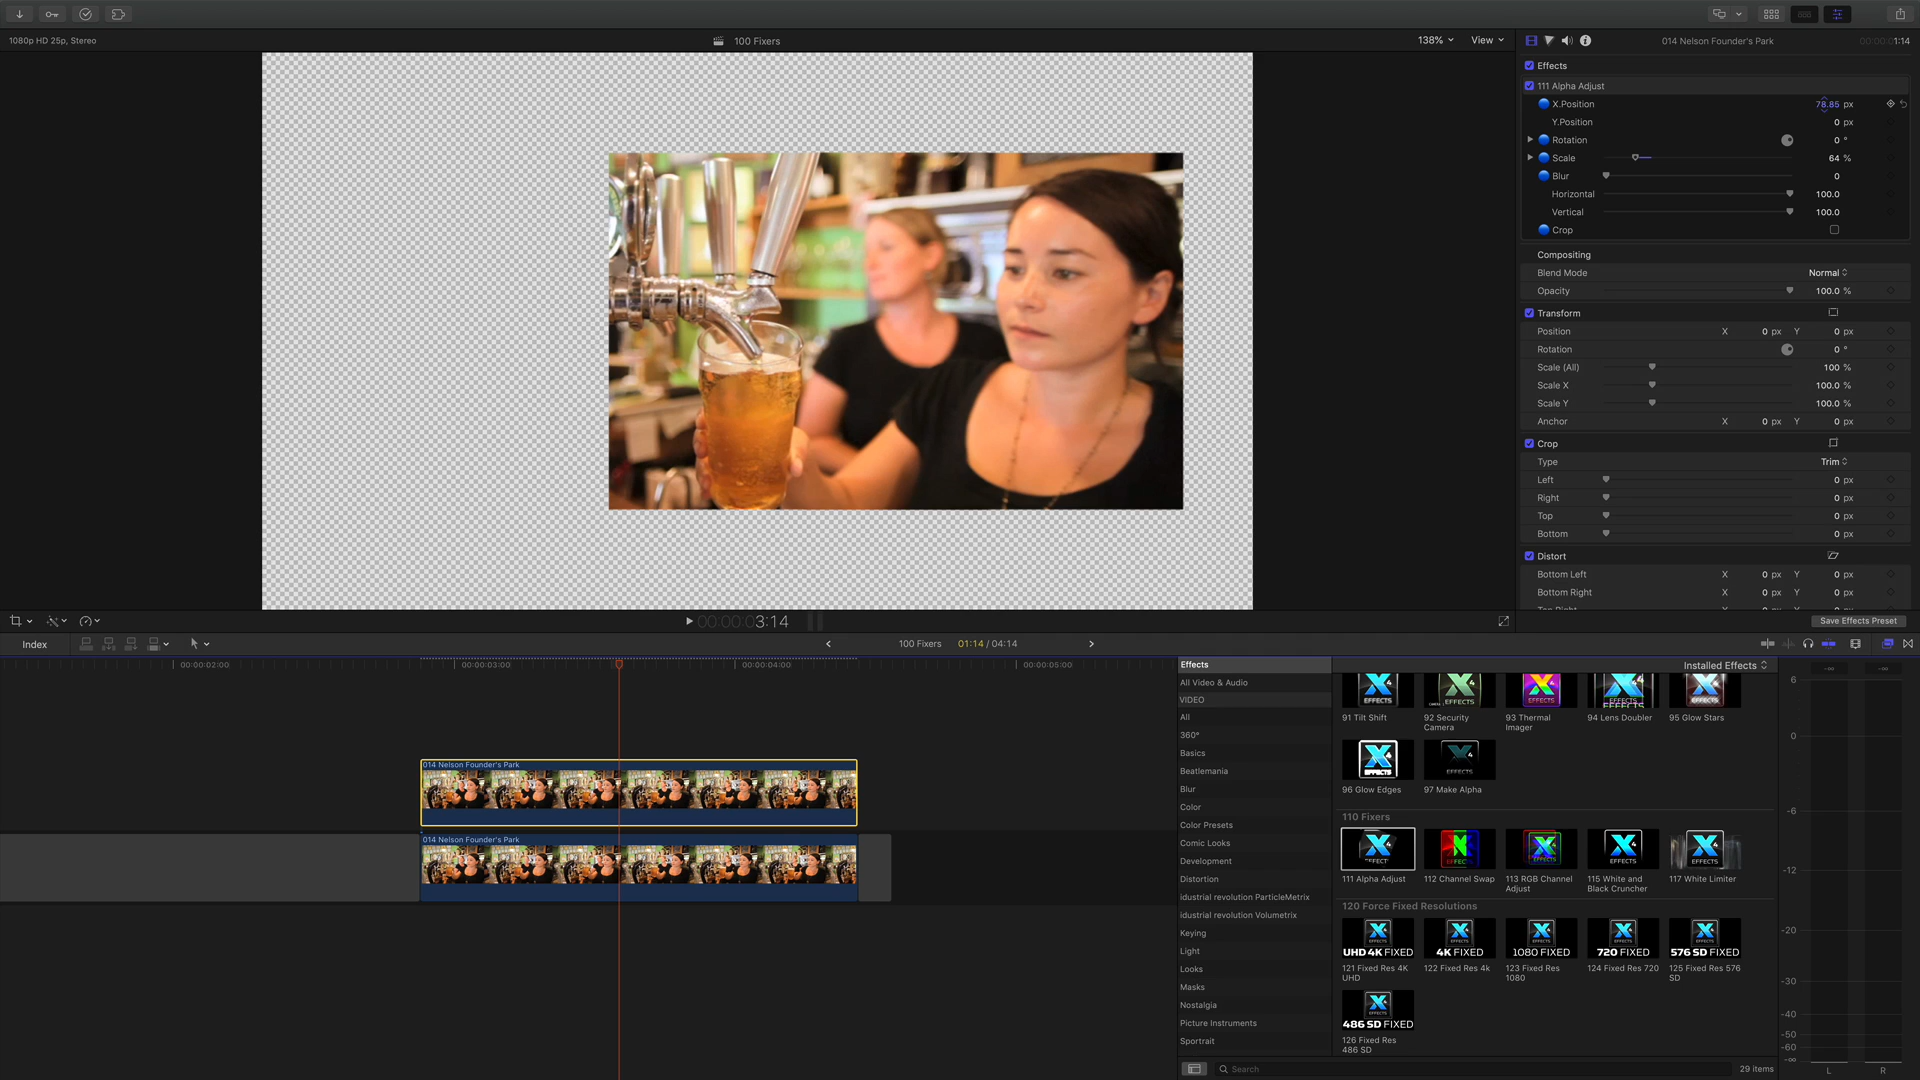 1080p HD 25p, Stereo
100 Fixers
138%
View
014 Nelson Founder's Park
00:00:01:14
Effects
111 Alpha Adjust
X.Position 78.85 px
Y.Position 0 px
Rotation 0 °
Scale 64 %
Blur 0
Horizontal 100.0
Vertical 100.0
Crop
Compositing
Blend Mode Normal
Opacity 100.0 %
Transform
Position X 0 px Y 0 px
Rotation 0 °
Scale (All) 100 %
Scale X 100.0 %
Scale Y 100.0 %
Anchor X 0 px Y 0 px
Crop
Type Trim
Left 0 px
Right 0 px
Top 0 px
Bottom 0 px
Distort
Bottom Left X 0 px Y 0 px
Bottom Right X 0 px Y 0 px
00:00:03:14
Save Effects Preset
Index
100 Fixers
01:14 / 04:14
00:00:02:00
00:00:03:00
00:00:04:00
00:00:05:00
014 Nelson Founder's Park
014 Nelson Founder's Park
Effects
Installed Effects
All Video & Audio
VIDEO
All
360°
Basics
Beatlemania
Blur
Color
Color Presets
Comic Looks
Development
Distortion
idustrial revolution ParticleMetrix
idustrial revolution Volumetrix
Keying
Light
Looks
Masks
Nostalgia
Picture Instruments
Sportrait
91 Tilt Shift
92 Security
Camera
93 Thermal
Imager
94 Lens Doubler
95 Glow Stars
96 Glow Edges
97 Make Alpha
110 Fixers
111 Alpha Adjust
112 Channel Swap
113 RGB Channel
Adjust
115 White and
Black Cruncher
117 White Limiter
120 Force Fixed Resolutions
UHD 4K FIXED
4K FIXED
1080 FIXED
720 FIXED
576 SD FIXED
121 Fixed Res 4K
UHD
122 Fixed Res 4k
123 Fixed Res
1080
124 Fixed Res 720
125 Fixed Res 576
SD
486 SD FIXED
126 Fixed Res
486 SD
Search
29 items
-∞ -∞
6
0
-6
-12
-20
-30
-40
-50
-60
-∞
L R